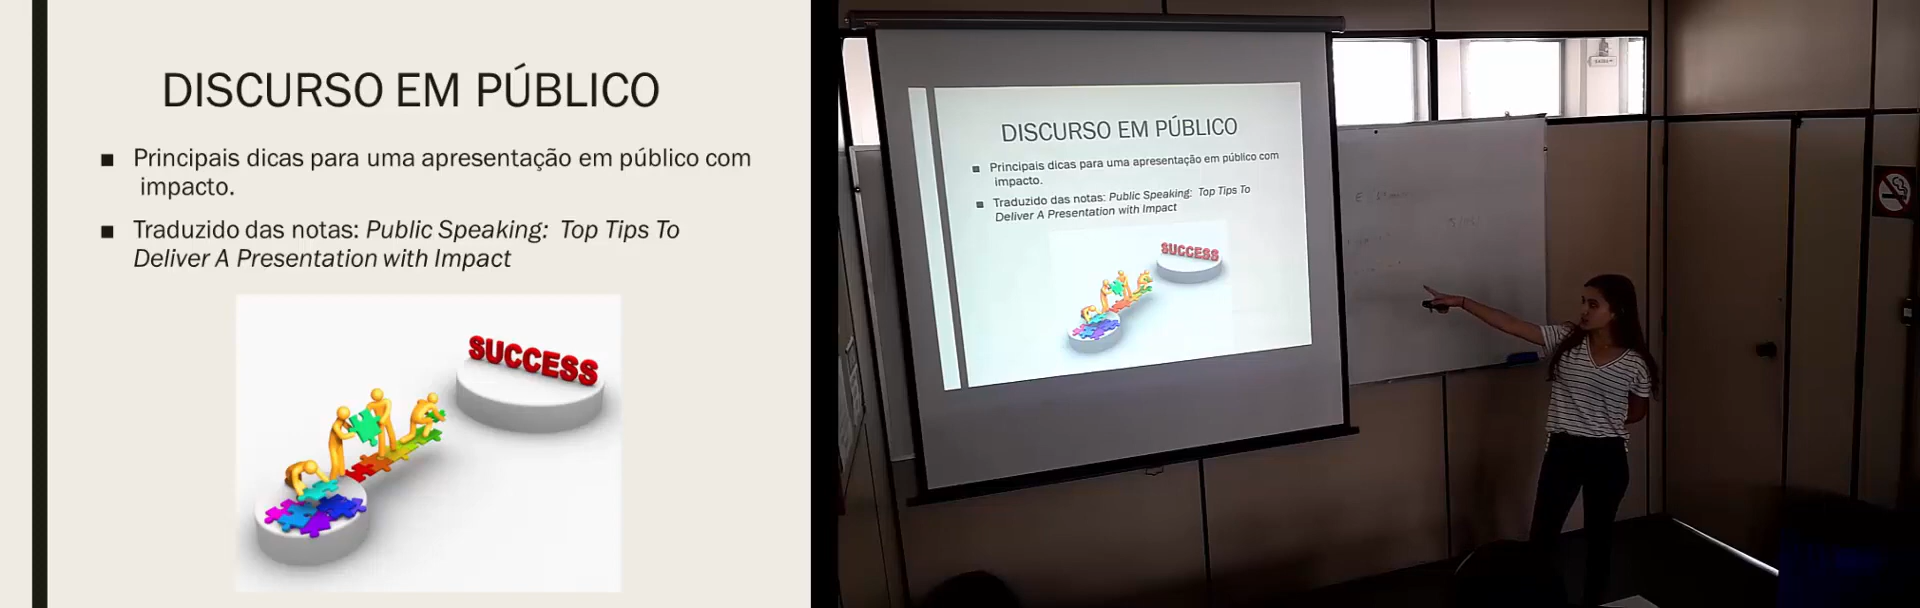 DISCURSO EM PÚBLICO
■ Principais dicas para uma apresentação em público com
impacto.
■ Traduzido das notas: Public Speaking: Top Tips To
Deliver A Presentation with Impact
SUCCESS
DISCURSO EM PÚBLICO
■ Principais dicas para uma apresentação em público com
impacto.
■ Traduzido das notas: Public Speaking: Top Tips To
Deliver A Presentation with Impact
SUCCESS